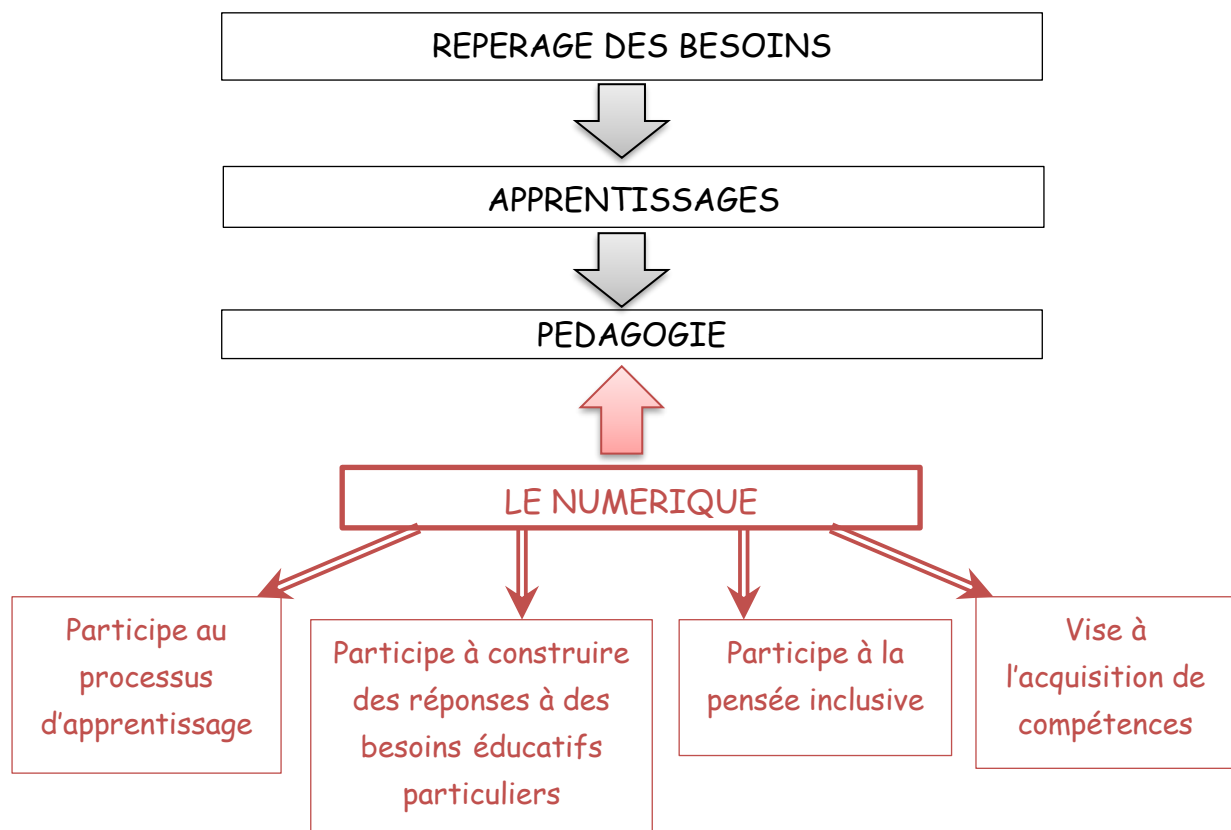 REPERAGE DES BESOINS
APPRENTISSAGES
PEDAGOGIE
LE NUMERIQUE
Participe au
processus
d'apprentissage
Participe à construire
des réponses à des
besoins éducatifs
particuliers
Participe à la
pensée inclusive
Vise à
l'acquisition de
compétences